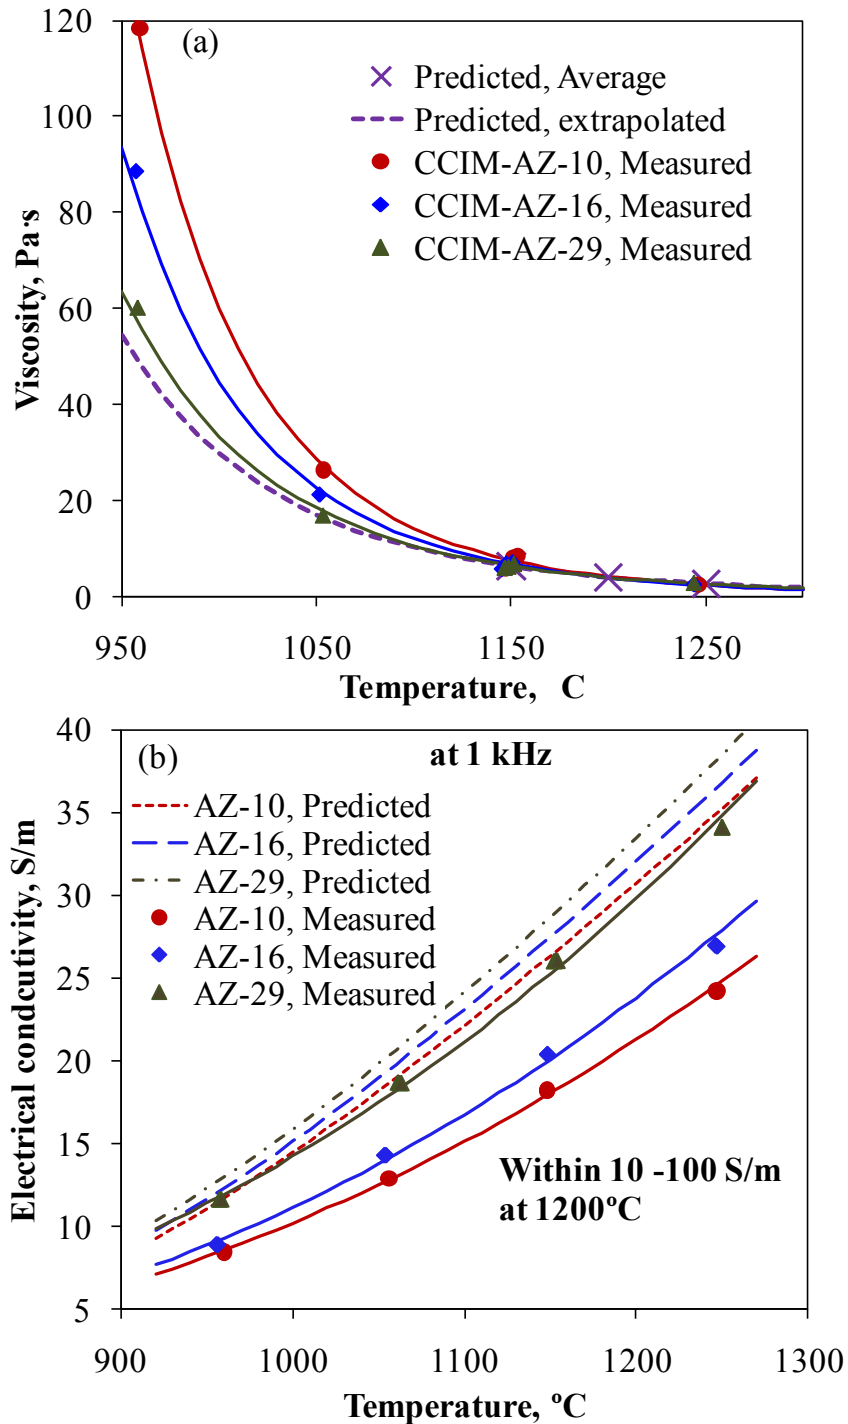 120
(a)
Predicted, Average
Predicted, extrapolated
100
CCIM-AZ-10, Measured
CCIM-AZ-16, Measured
80
CCIM-AZ-29, Measured
Viscosity, Pa·s
60
40
20
0
950 1050 1150 1250
Temperature, C
40
(b)
at 1 kHz
35
AZ-10, Predicted
AZ-16, Predicted
AZ-29, Predicted
30
AZ-10, Measured
AZ-16, Measured
25
AZ-29, Measured
Electrical condcutivity, S/m
20
15
Within 10 -100 S/m
at 1200ºC
10
5
900 1000 1100 1200 1300
Temperature, ºC